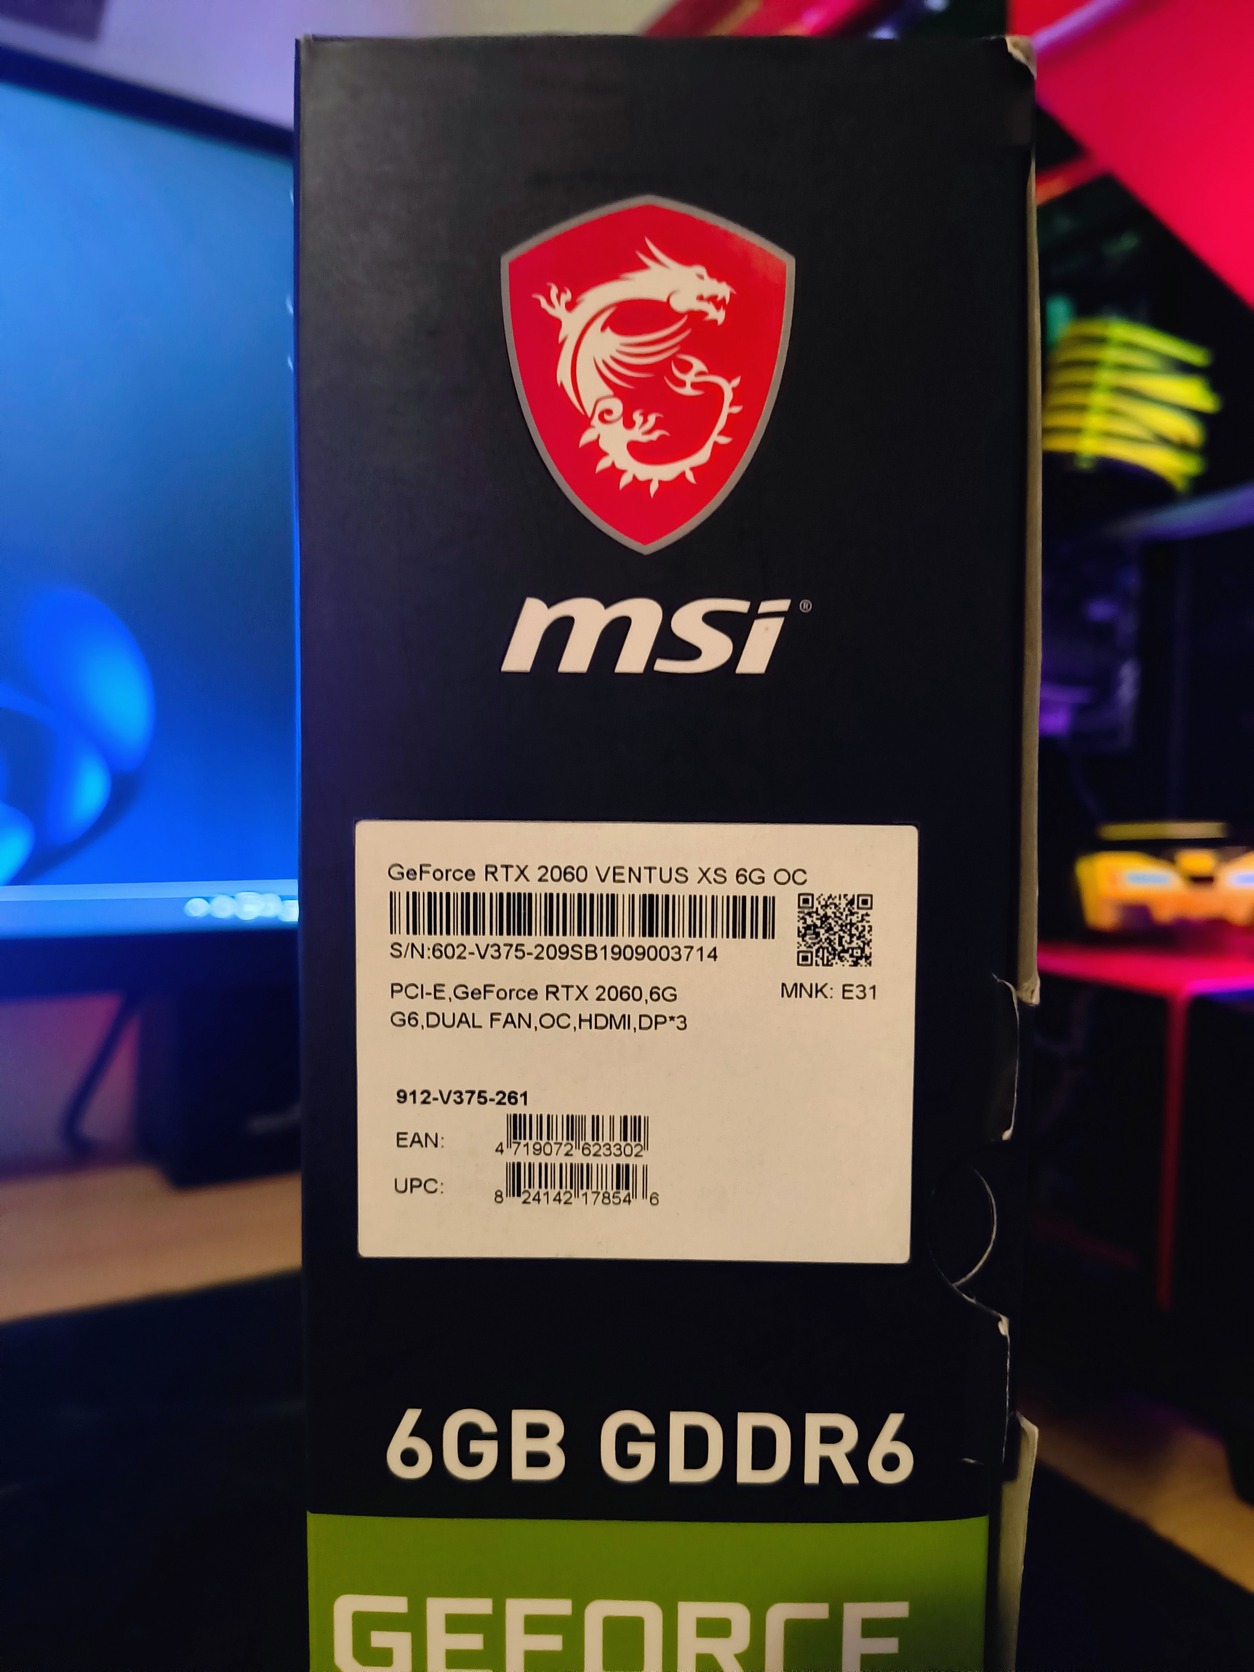 msi®
GeForce RTX 2060 VENTUS XS 6G OC
S/N:602-V375-209SB1909003714
PCI-E,GeForce RTX 2060,6G
MNK: E31
G6,DUAL FAN,OC,HDMI,DP*3
912-V375-261
EAN:
4 719072 623302
UPC:
8 24142 17854 6
6GB GDDR6
GEFORCE